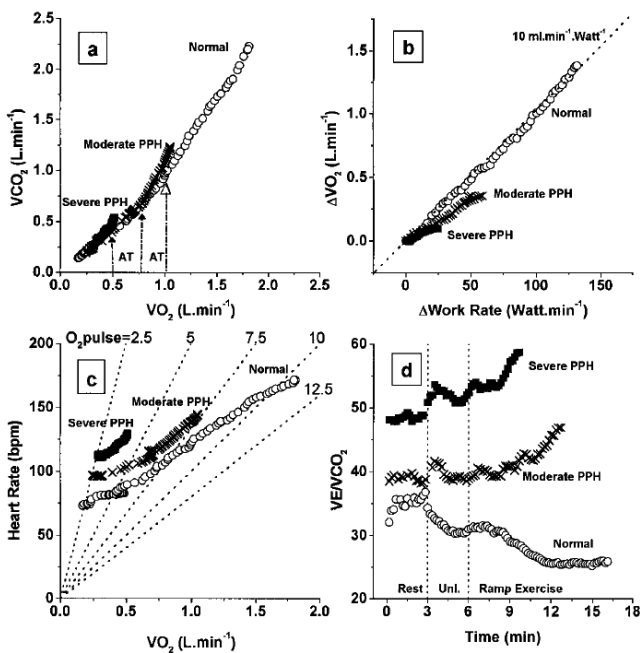 a
Normal
Moderate PPH
Severe PPH
AT
AT
VCO₂ (L.min⁻¹)
2.5
2.0
1.5
1.0
0.5
0.0
0.0 0.5 1.0 1.5 2.0 2.5
VO₂ (L.min⁻¹)
b
10 ml.min⁻¹.Watt⁻¹
Normal
Moderate PPH
Severe PPH
ΔVO₂ (L.min⁻¹)
1.5
1.0
0.5
0.0
0 50 100 150
ΔWork Rate (Watt.min⁻¹)
c
O₂pulse=2.5 5 7.5 10
12.5
Normal
Moderate PPH
Severe PPH
Heart Rate (bpm)
200
150
100
50
0
0.0 0.5 1.0 1.5 2.0
VO₂ (L.min⁻¹)
d
Severe PPH
Moderate PPH
Normal
Rest Unl. Ramp Exercise
VE/VCO₂
60
50
40
30
20
0 3 6 9 12 15 18
Time (min)